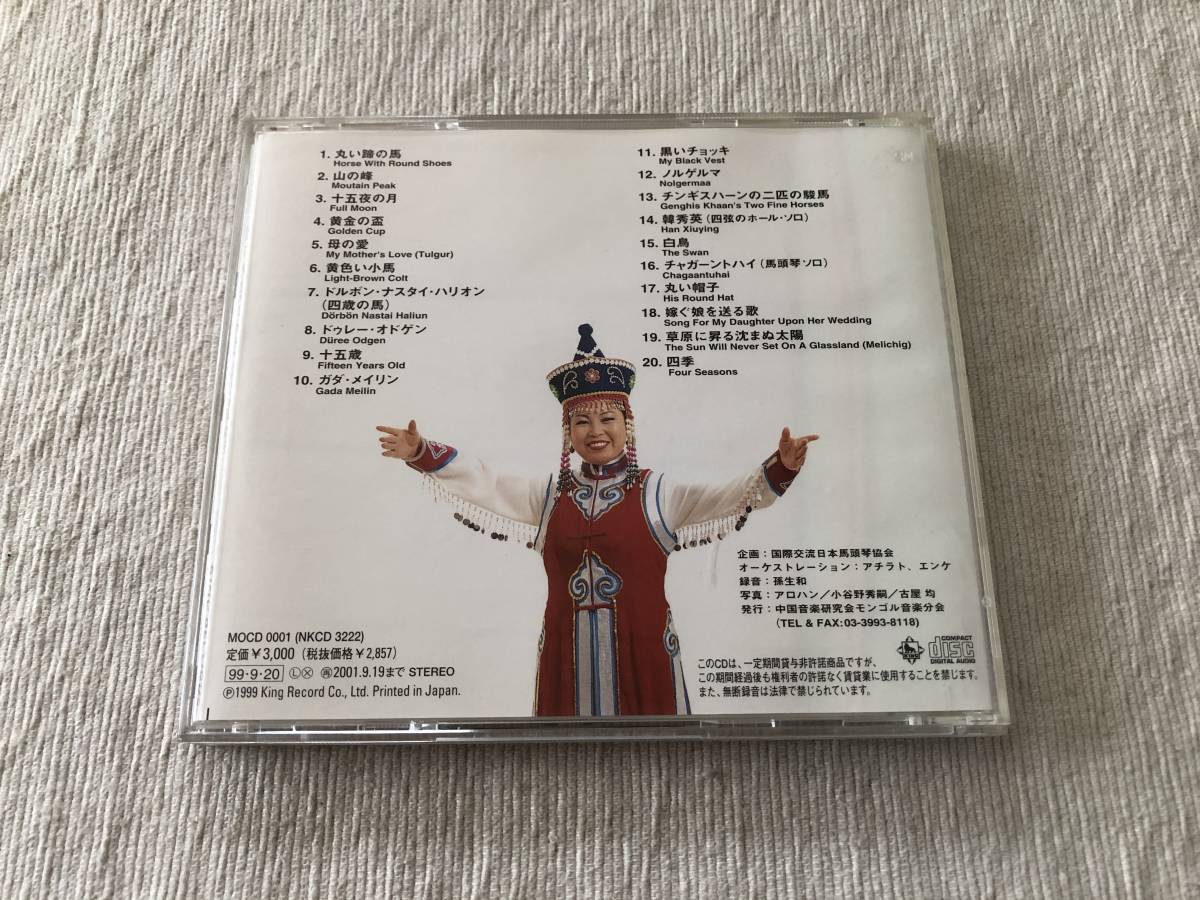 1. 丸い蹄の馬
Horse With Round Shoes
2. 山の峰
Moutain Peak
3. 十五夜の月
Full Moon
4. 黄金の盃
Golden Cup
5. 母の愛
My Mother's Love (Tulgur)
6. 黄色い小馬
Light-Brown Colt
7. ドルボン・ナスタイ・ハリオン
(四歳の馬)
Dörbön Nastai Haliun
8. ドゥレー・オドゲン
Düree Odgen
9. 十五歳
Fifteen Years Old
10. ガダ・メイリン
Gada Meilin
11. 黒いチョッキ
My Black Vest
12. ノルゲルマ
Nolgermaa
13. チンギスハーンの二匹の駿馬
Genghis Khaan's Two Fine Horses
14. 韓秀英(四弦のホール・ソロ)
Han Xiuying
15. 白鳥
The Swan
16. チャガーントハイ(馬頭琴ソロ)
Chagaantuhai
17. 丸い帽子
His Round Hat
18. 嫁ぐ娘を送る歌
Song For My Daughter Upon Her Wedding
19. 草原に昇る沈まぬ太陽
The Sun Will Never Set On A Glassland (Melichig)
20. 四季
Four Seasons
企画:国際交流日本馬頭琴協会
オーケストレーション:アチラト、エンケ
録音:孫生和
写真:アロハン/小谷野秀嗣/古屋 均
発行:中国音楽研究会モンゴル音楽分会
(TEL & FAX:03-3993-8118)
MOCD 0001 (NKCD 3222)
定価¥3,000 (税抜価格¥2,857)
99・9・20 Ⓛ Ⓧ ㊑2001.9.19まで STEREO
Ⓟ1999 King Record Co., Ltd. Printed in Japan.
KING
COMPACT
disc
DIGITAL AUDIO
このCDは、一定期間貸与非許諾商品ですが、
この期間経過後も権利者の許諾なく賃貸業に使用することを禁じます。
また、無断録音は法律で禁じられています。